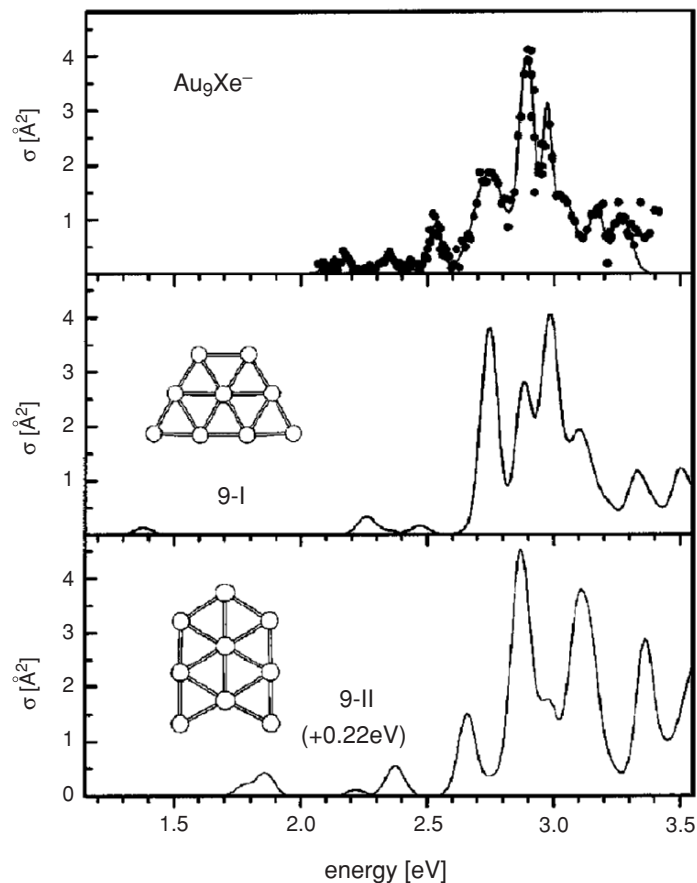 4
3
2
1
σ [Å²]
Au₉Xe⁻
4
3
2
1
σ [Å²]
9-I
4
3
2
1
0
σ [Å²]
9-II
(+0.22eV)
1.5 2.0 2.5 3.0 3.5
energy [eV]